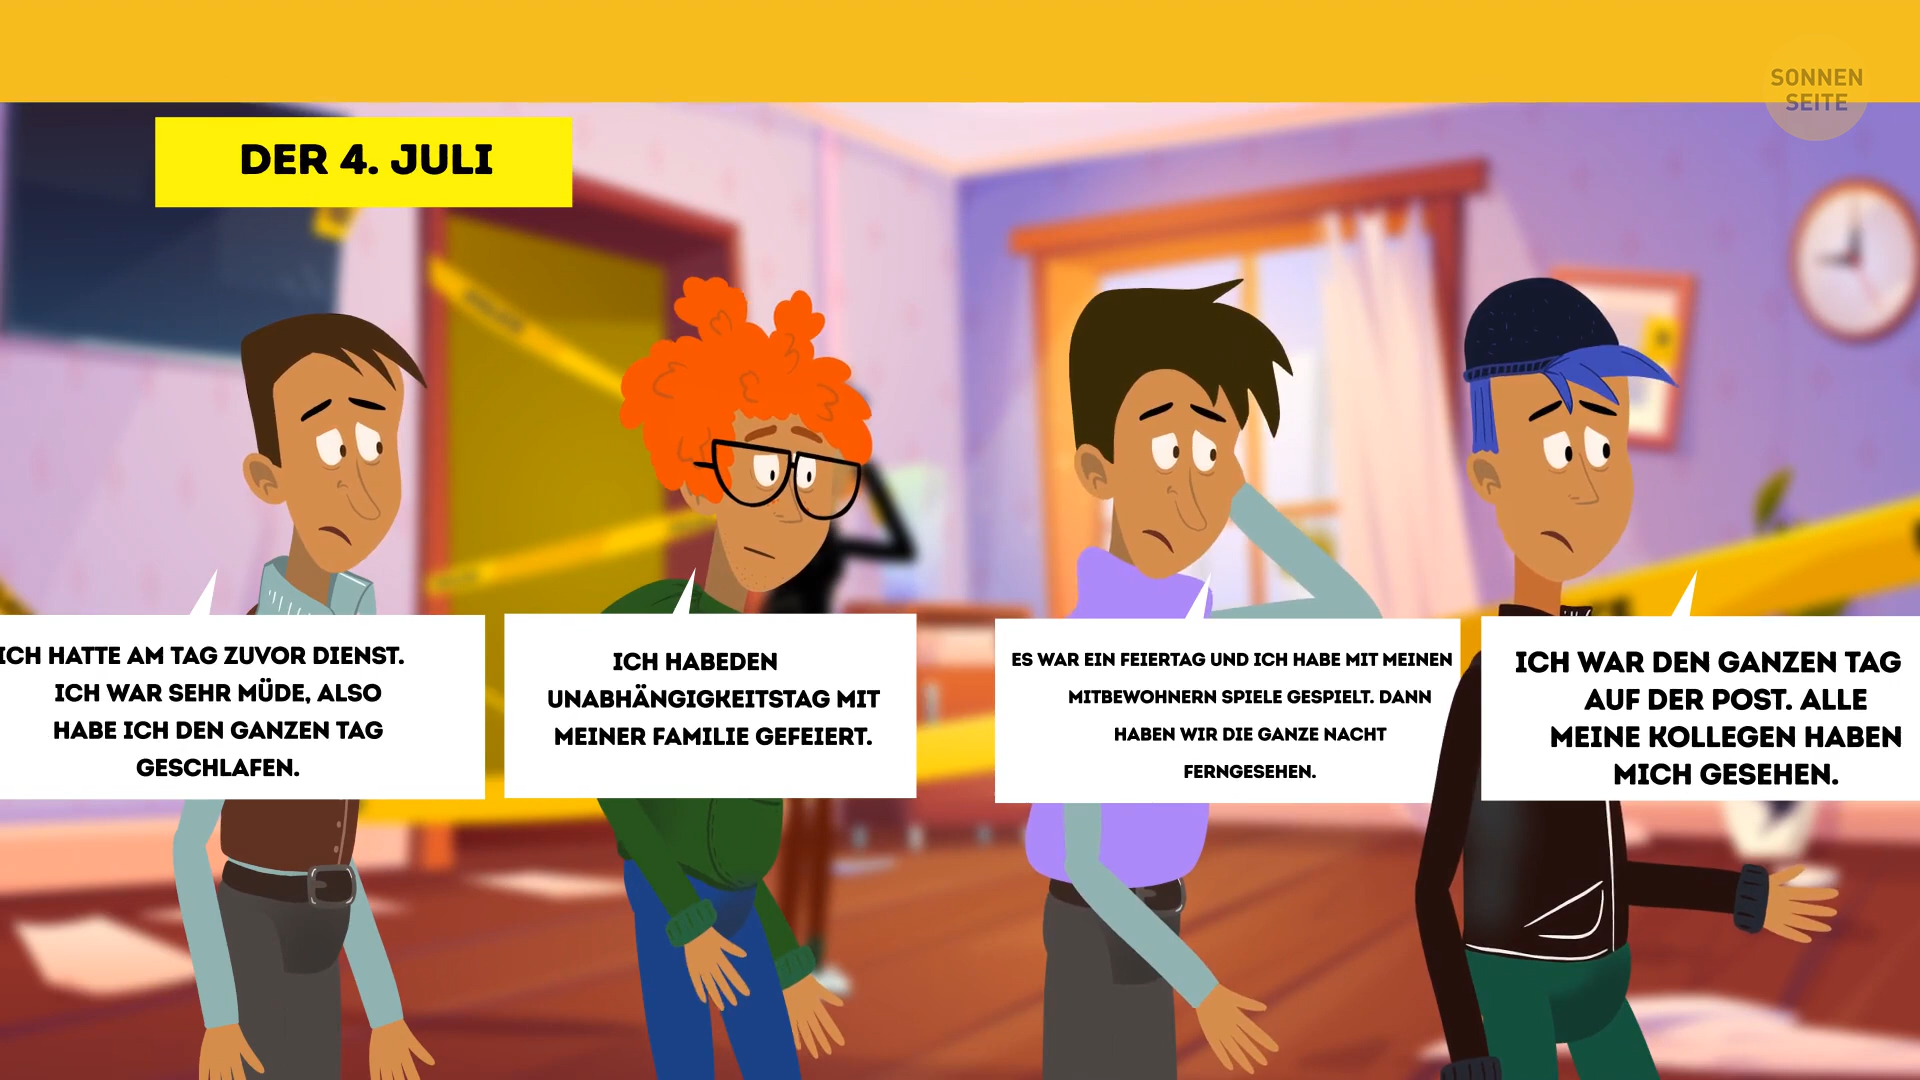 SONNEN
SEITE
DER 4. JULI
ICH HATTE AM TAG ZUVOR DIENST.
ICH WAR SEHR MÜDE, ALSO
HABE ICH DEN GANZEN TAG
GESCHLAFEN.
ICH HABEDEN
UNABHÄNGIGKEITSTAG MIT
MEINER FAMILIE GEFEIERT.
ES WAR EIN FEIERTAG UND ICH HABE MIT MEINEN
MITBEWOHNERN SPIELE GESPIELT. DANN
HABEN WIR DIE GANZE NACHT
FERNGESEHEN.
ICH WAR DEN GANZEN TAG
AUF DER POST. ALLE
MEINE KOLLEGEN HABEN
MICH GESEHEN.